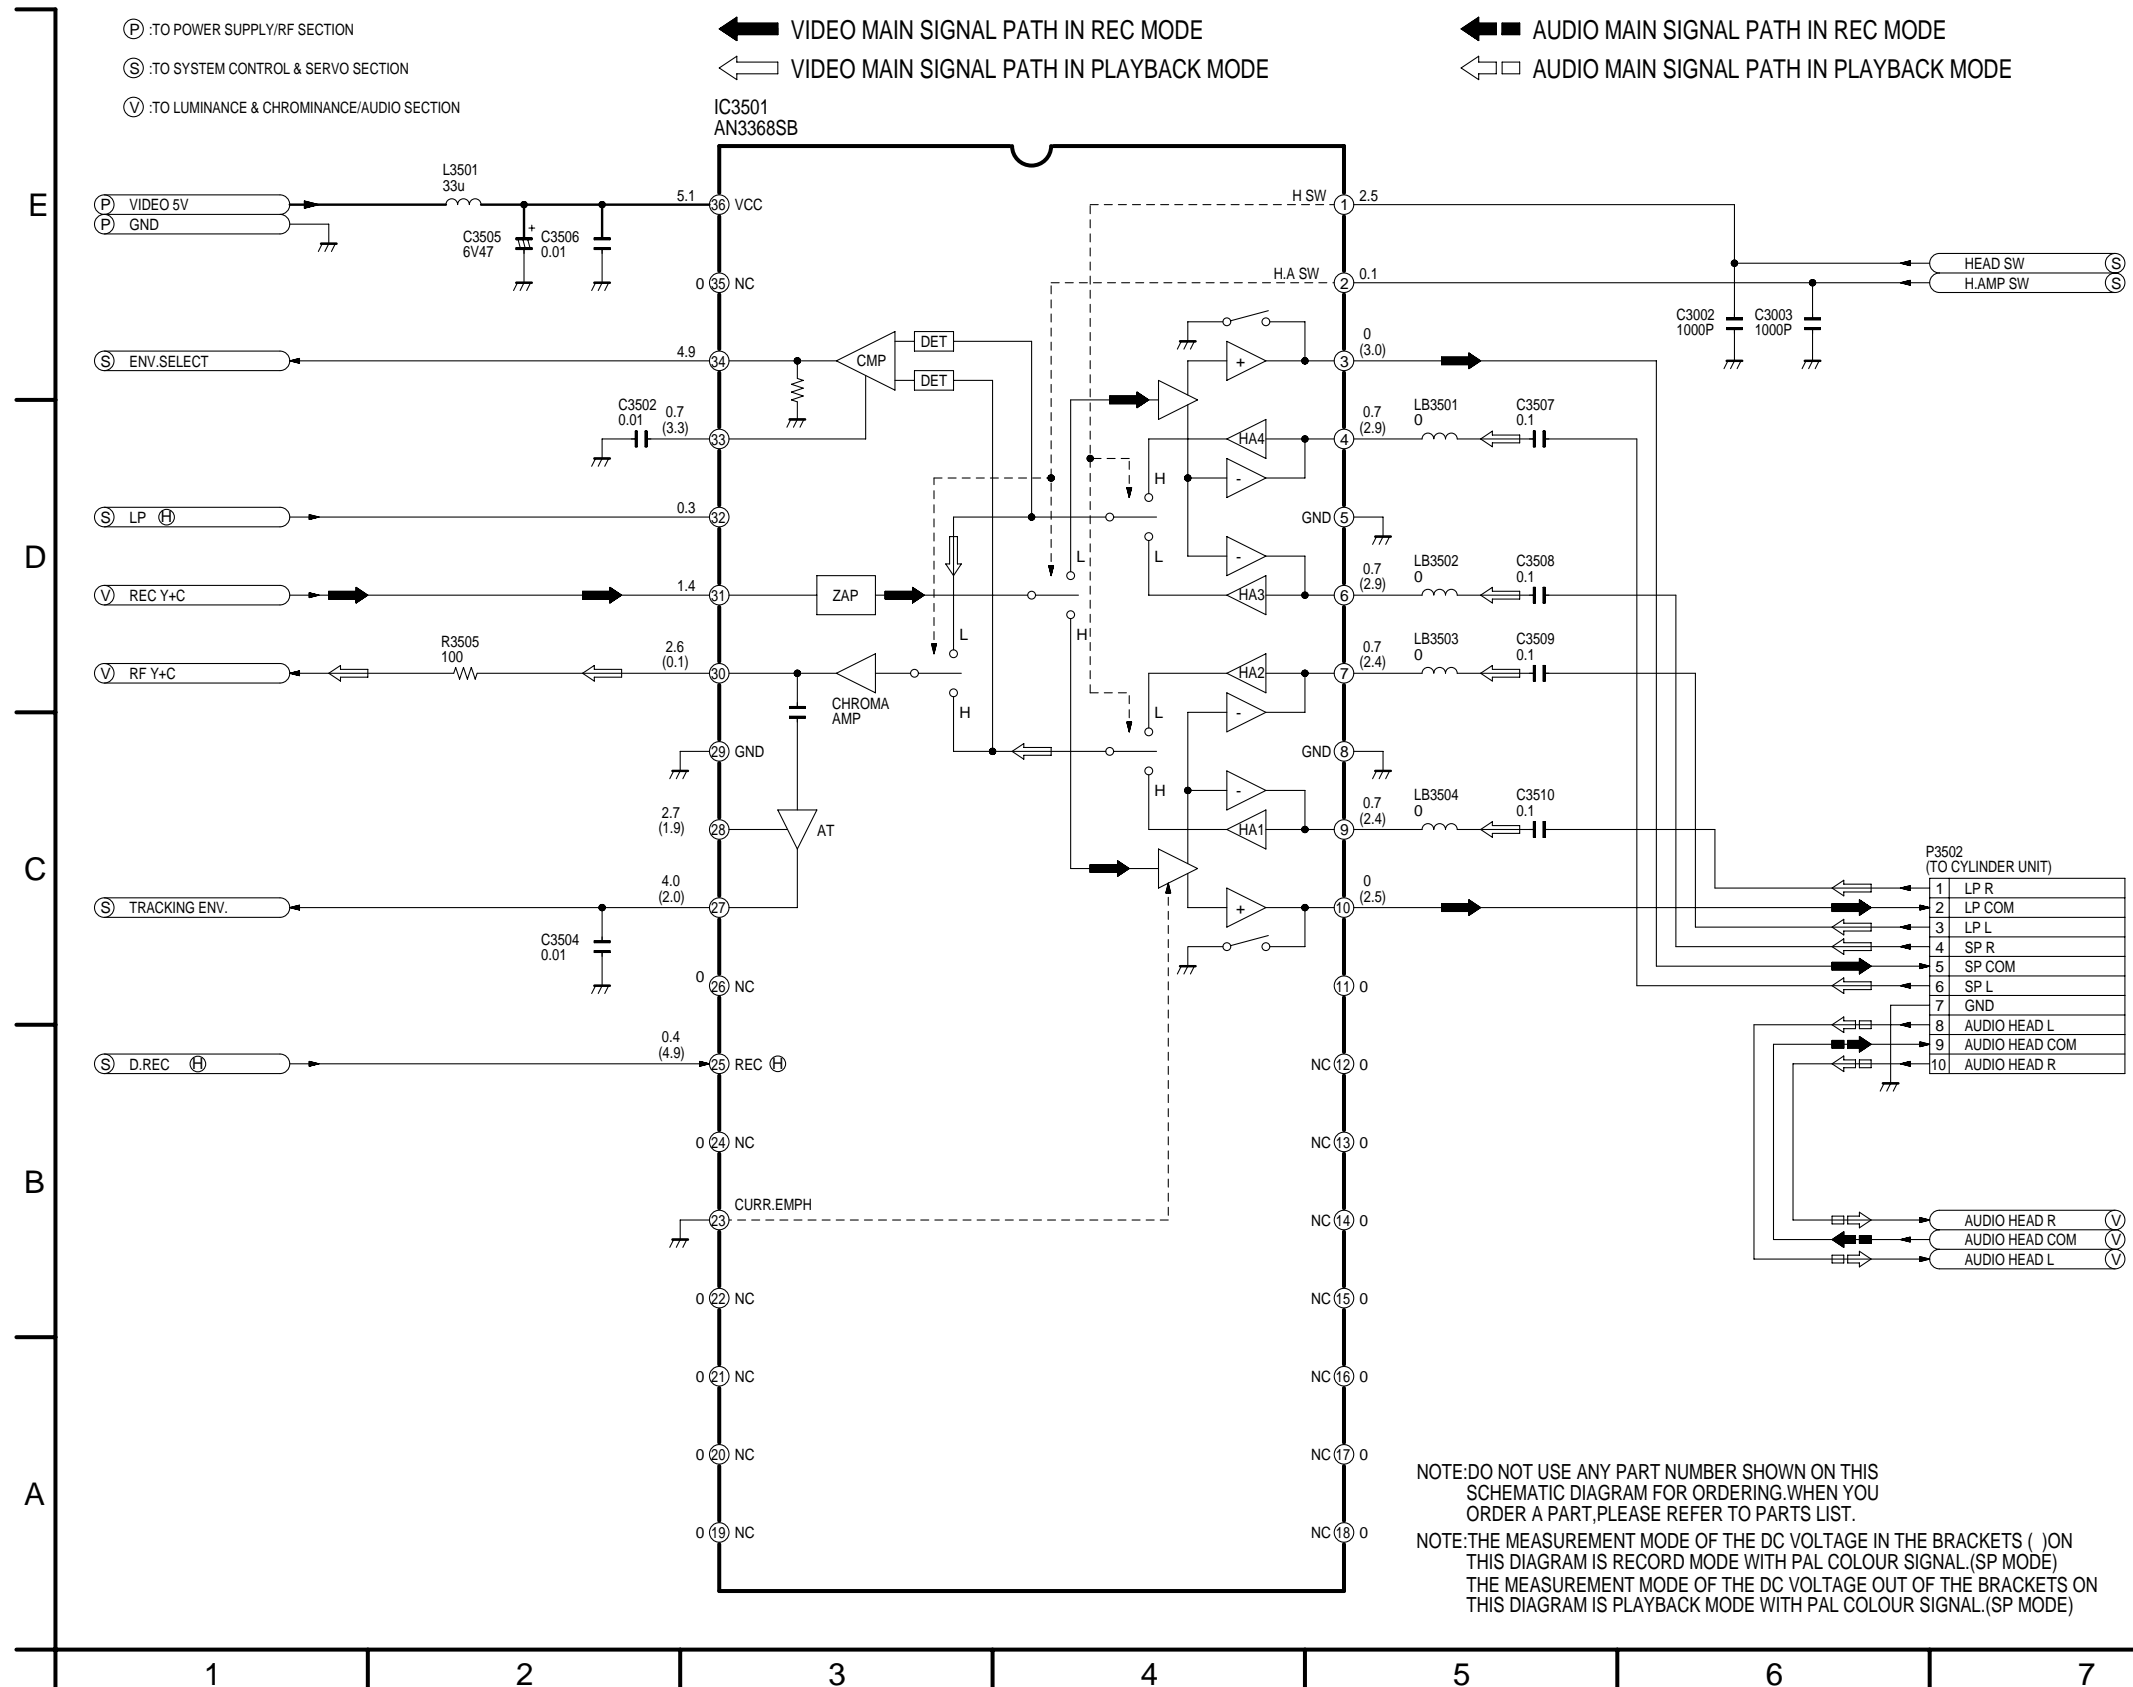 Ⓟ :TO POWER SUPPLY/RF SECTION
Ⓢ :TO SYSTEM CONTROL & SERVO SECTION
Ⓥ :TO LUMINANCE & CHROMINANCE/AUDIO SECTION
VIDEO MAIN SIGNAL PATH IN REC MODE
VIDEO MAIN SIGNAL PATH IN PLAYBACK MODE
AUDIO MAIN SIGNAL PATH IN REC MODE
AUDIO MAIN SIGNAL PATH IN PLAYBACK MODE
IC3501
AN3368SB
E
D
C
B
A
Ⓟ VIDEO 5V
Ⓟ GND
L3501
33u
C3505
6V47
+
C3506
0.01
5.1
36 VCC
0 35 NC
Ⓢ ENV.SELECT
4.9
34
CMP
DET
DET
C3502
0.01
0.7
(3.3)
33
Ⓢ LP Ⓗ
0.3
32
Ⓥ REC Y+C
1.4
31
ZAP
Ⓥ RF Y+C
R3505
100
2.6
(0.1)
30
CHROMA
AMP
L
H
29 GND
2.7
(1.9)
28
AT
Ⓢ TRACKING ENV.
C3504
0.01
4.0
(2.0)
27
0
26 NC
Ⓢ D.REC Ⓗ
0.4
(4.9)
25 REC Ⓗ
0 24 NC
23
CURR.EMPH
0 22 NC
0 21 NC
0 20 NC
0 19 NC
H SW 1 2.5
H.A SW 2 0.1
0
(3.0)
3
+
HA4
4
0.7
(2.9)
-
H
L
GND 5
-
HA3
6
0.7
(2.9)
L
H
HA2
7
0.7
(2.4)
-
L
H
GND 8
-
HA1
9
0.7
(2.4)
+
10
0
(2.5)
11 0
NC 12 0
NC 13 0
NC 14 0
NC 15 0
NC 16 0
NC 17 0
NC 18 0
LB3501
0
C3507
0.1
LB3502
0
C3508
0.1
LB3503
0
C3509
0.1
LB3504
0
C3510
0.1
HEAD SW Ⓢ
H.AMP SW Ⓢ
C3002
1000P
C3003
1000P
P3502
(TO CYLINDER UNIT)
1 LP R
2 LP COM
3 LP L
4 SP R
5 SP COM
6 SP L
7 GND
8 AUDIO HEAD L
9 AUDIO HEAD COM
10 AUDIO HEAD R
AUDIO HEAD R Ⓥ
AUDIO HEAD COM Ⓥ
AUDIO HEAD L Ⓥ
NOTE:DO NOT USE ANY PART NUMBER SHOWN ON THIS
SCHEMATIC DIAGRAM FOR ORDERING.WHEN YOU
ORDER A PART,PLEASE REFER TO PARTS LIST.
NOTE:THE MEASUREMENT MODE OF THE DC VOLTAGE IN THE BRACKETS ( )ON
THIS DIAGRAM IS RECORD MODE WITH PAL COLOUR SIGNAL.(SP MODE)
THE MEASUREMENT MODE OF THE DC VOLTAGE OUT OF THE BRACKETS ON
THIS DIAGRAM IS PLAYBACK MODE WITH PAL COLOUR SIGNAL.(SP MODE)
1 2 3 4 5 6 7